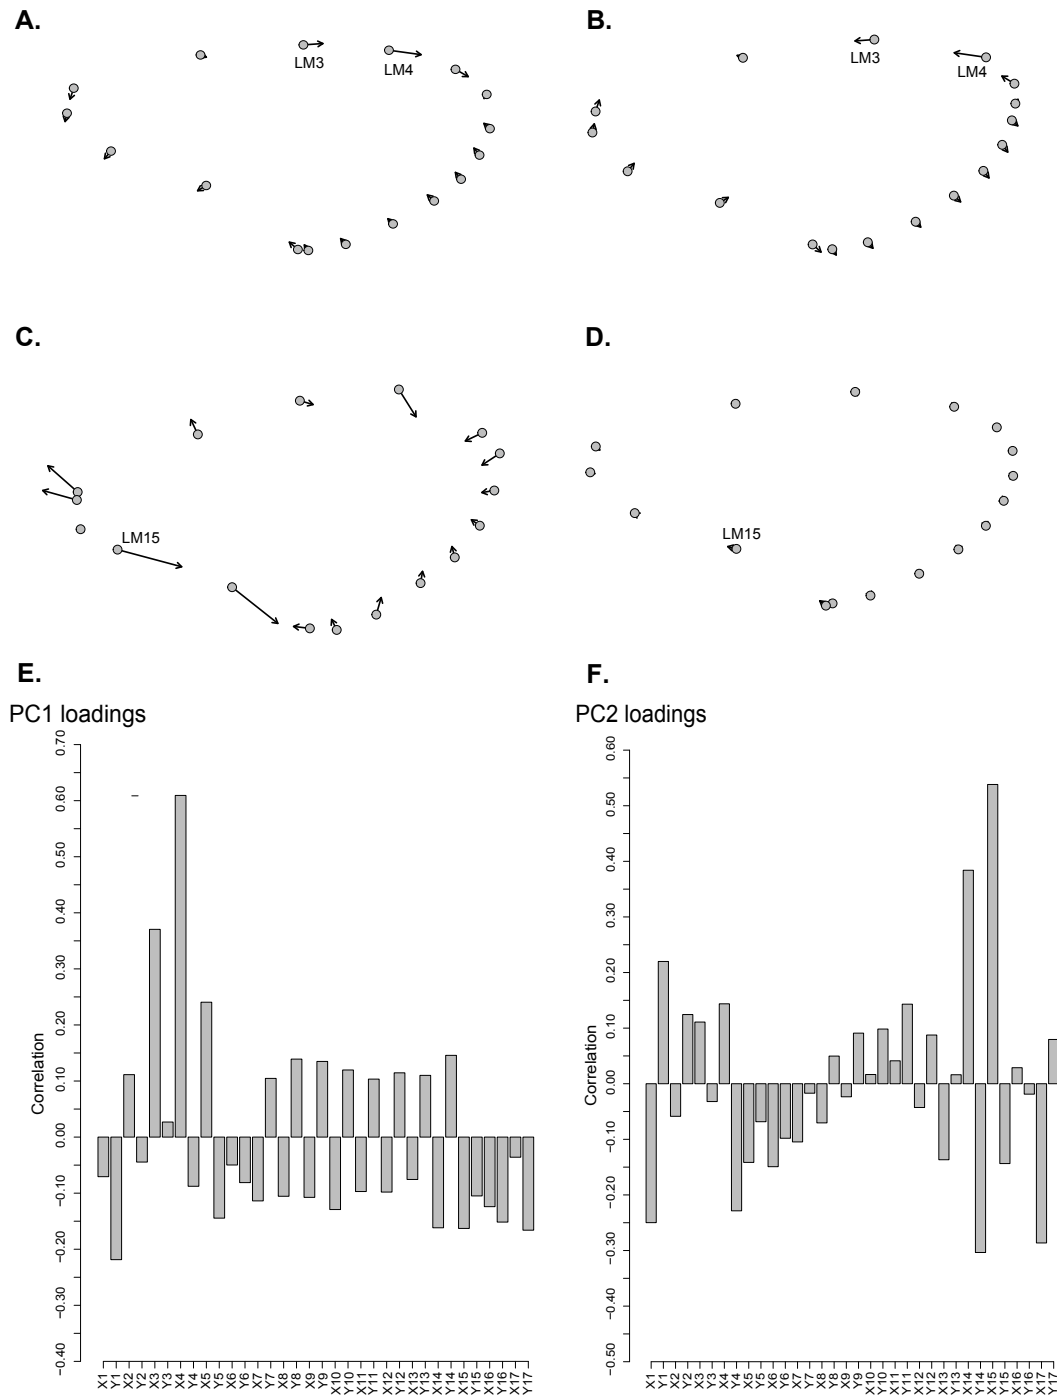 A.
B.
LM3
LM4
LM3
LM4
C.
D.
LM15
LM15
E.
F.
PC1 loadings
PC2 loadings
0.70
0.60
0.50
0.40
0.30
0.20
0.10
0.00
−0.10
−0.20
−0.30
−0.40
Correlation
X1
Y1
X2
Y2
X3
Y3
X4
Y4
X5
Y5
X6
Y6
X7
Y7
X8
Y8
X9
Y9
X10
Y10
X11
Y11
X12
Y12
X13
Y13
X14
Y14
X15
Y15
X16
Y16
X17
Y17
0.60
0.50
0.40
0.30
0.20
0.10
0.00
−0.10
−0.20
−0.30
−0.40
−0.50
Correlation
X1
Y1
X2
Y2
X3
Y3
X4
Y4
X5
Y5
X6
Y6
X7
Y7
X8
Y8
X9
Y9
X10
Y10
X11
Y11
X12
Y12
X13
Y13
X14
Y14
X15
Y15
X16
Y16
X17
Y17